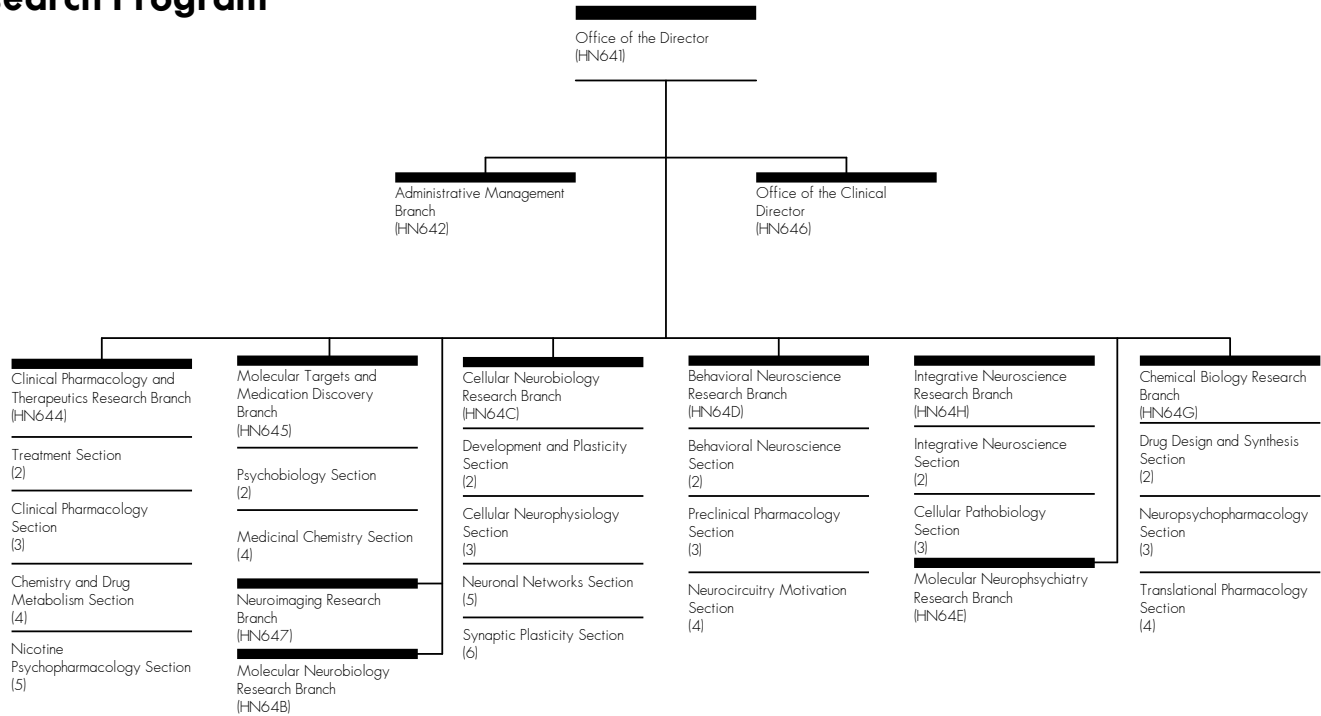 search Program
Office of the Director
(HN641)
Administrative Management
Branch
(HN642)
Office of the Clinical
Director
(HN646)
Clinical Pharmacology and
Therapeutics Research Branch
(HN644)
Treatment Section
(2)
Clinical Pharmacology
Section
(3)
Chemistry and Drug
Metabolism Section
(4)
Nicotine
Psychopharmacology Section
(5)
Molecular Targets and
Medication Discovery
Branch
(HN645)
Psychobiology Section
(2)
Medicinal Chemistry Section
(4)
Neuroimaging Research
Branch
(HN647)
Molecular Neurobiology
Research Branch
(HN64B)
Cellular Neurobiology
Research Branch
(HN64C)
Development and Plasticity
Section
(2)
Cellular Neurophysiology
Section
(3)
Neuronal Networks Section
(5)
Synaptic Plasticity Section
(6)
Behavioral Neuroscience
Research Branch
(HN64D)
Behavioral Neuroscience
Section
(2)
Preclinical Pharmacology
Section
(3)
Neurocircuitry Motivation
Section
(4)
Integrative Neuroscience
Research Branch
(HN64H)
Integrative Neuroscience
Section
(2)
Cellular Pathobiology
Section
(3)
Molecular Neurophsychiatry
Research Branch
(HN64E)
Chemical Biology Research
Branch
(HN64G)
Drug Design and Synthesis
Section
(2)
Neuropsychopharmacology
Section
(3)
Translational Pharmacology
Section
(4)